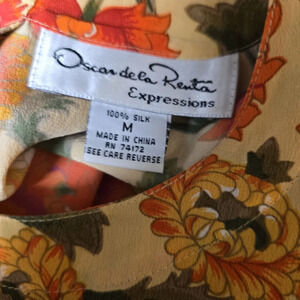 Oscar de la Renta
Expressions
100% SILK
M
MADE IN CHINA
RN 74172
SEE CARE REVERSE